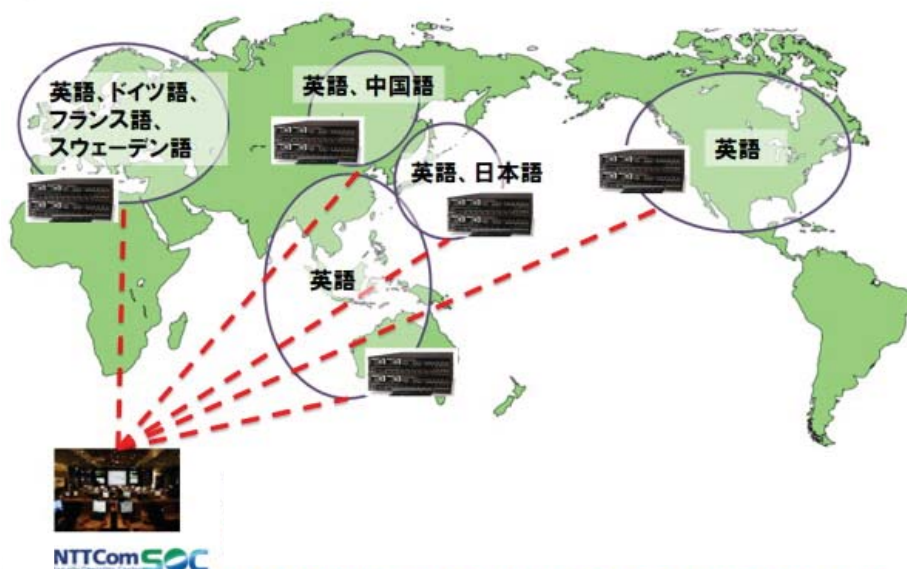 英語、ドイツ語、
フランス語、
スウェーデン語
英語、中国語
英語、日本語
英語
英語
NTTCom SOC